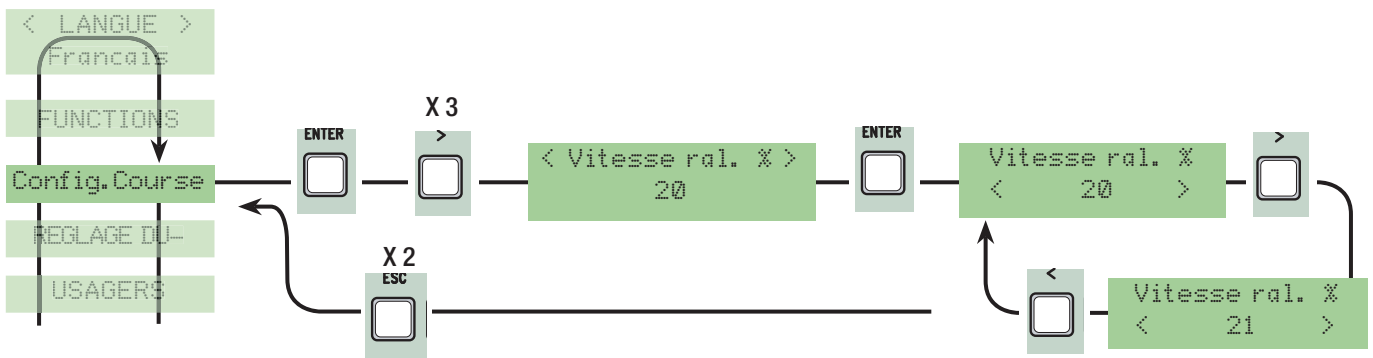 < LANGUE >
Francais
FUNCTIONS
Config.Course
REGLAGE DU-
USAGERS
ENTER
X 3
>
< Vitesse ral. % >
20
ENTER
Vitesse ral. %
< 20 >
>
X 2
ESC
<
Vitesse ral. %
< 21 >